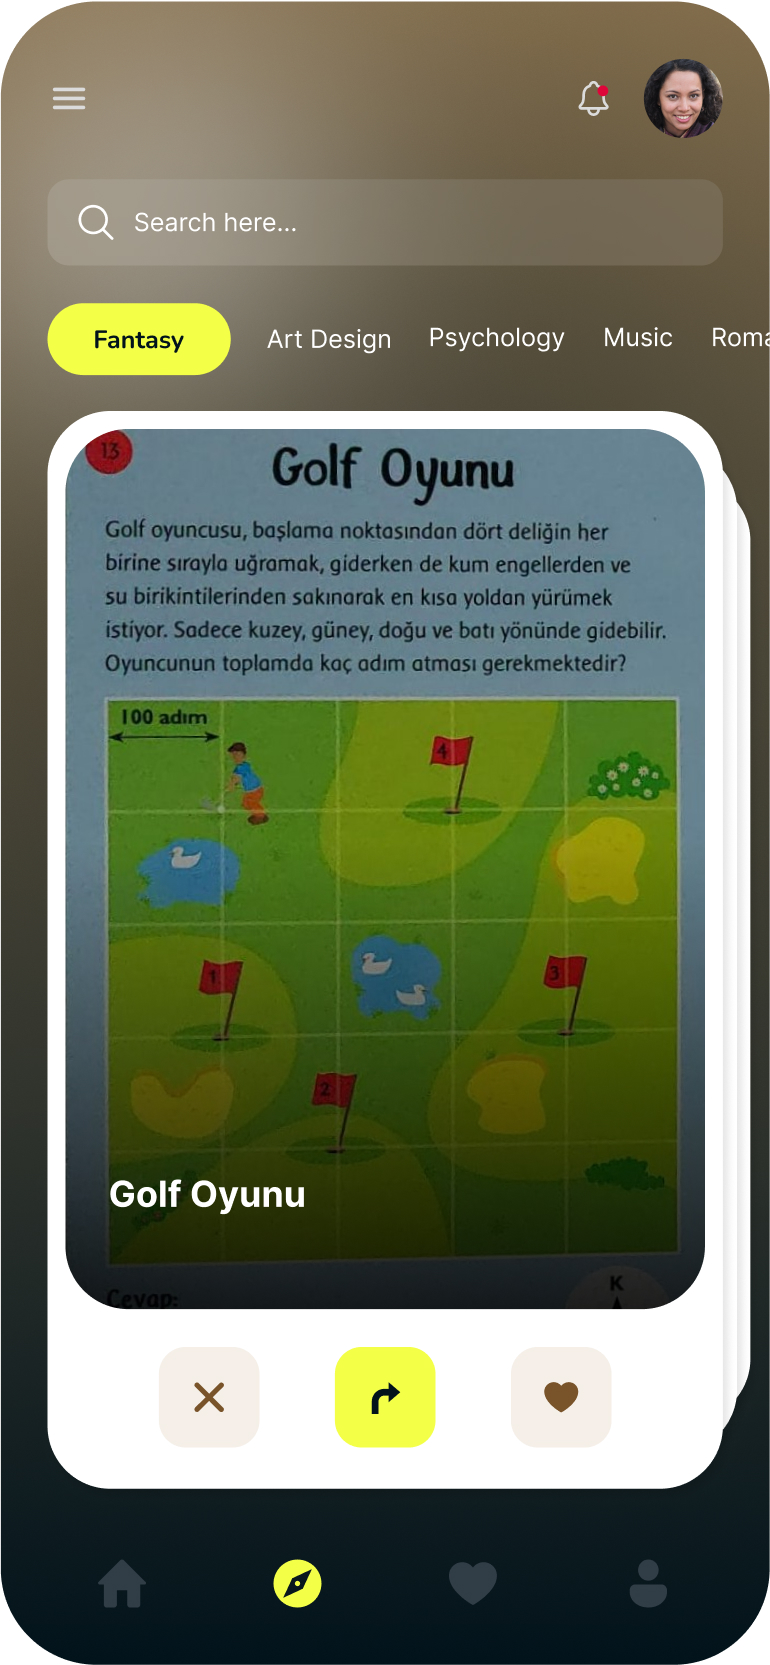 Search here...
Fantasy
Art Design
Psychology
Music
Roma
13
Golf Oyunu
Golf oyuncusu, başlama noktasından dört deliğin her
birine sırayla uğramak, giderken de kum engellerden ve
su birikintilerinden sakınarak en kısa yoldan yürümek
istiyor. Sadece kuzey, güney, doğu ve batı yönünde gidebilir.
Oyuncunun toplamda kaç adım atması gerekmektedir?
100 adım
4
1
3
2
Golf Oyunu
Cevap:
K